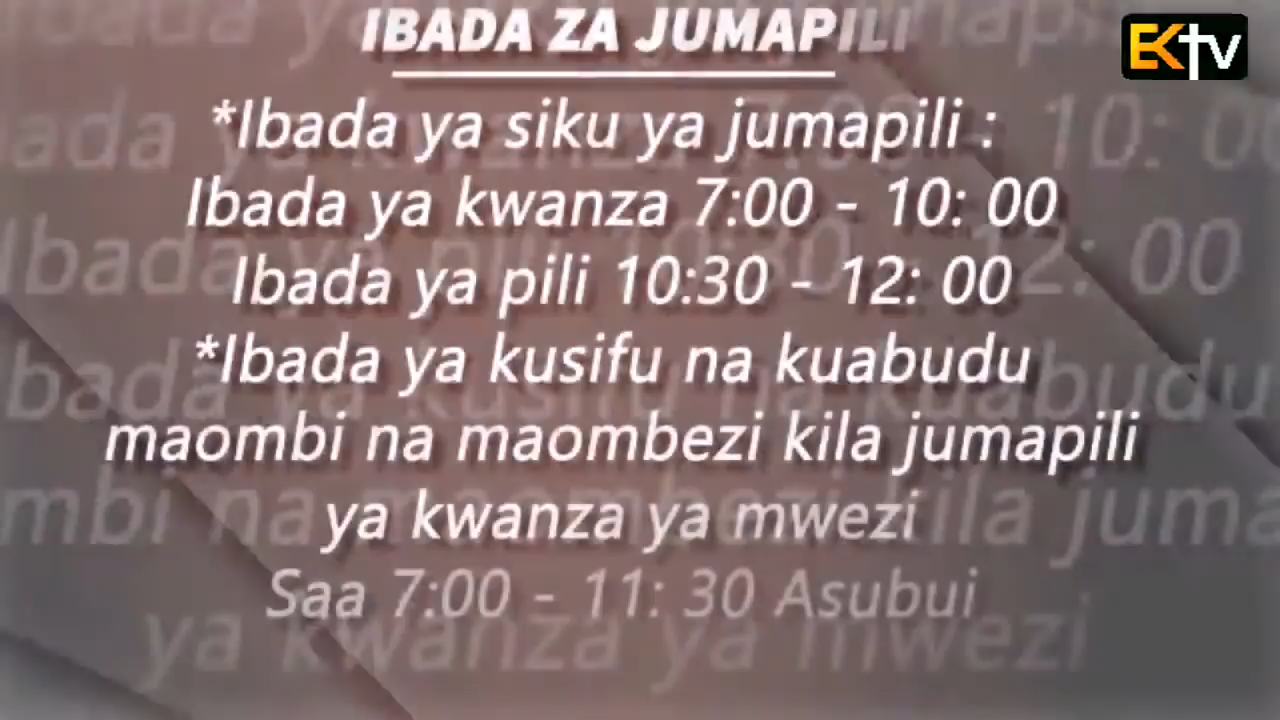 IBADA ZA JUMAPILI
EKTV
*Ibada ya siku ya jumapili :
Ibada ya kwanza 7:00 - 10: 00
Ibada ya pili 10:30 - 12: 00
*Ibada ya kusifu na kuabudu
maombi na maombezi kila jumapili
ya kwanza ya mwezi
Saa 7:00 - 11: 30 Asubui